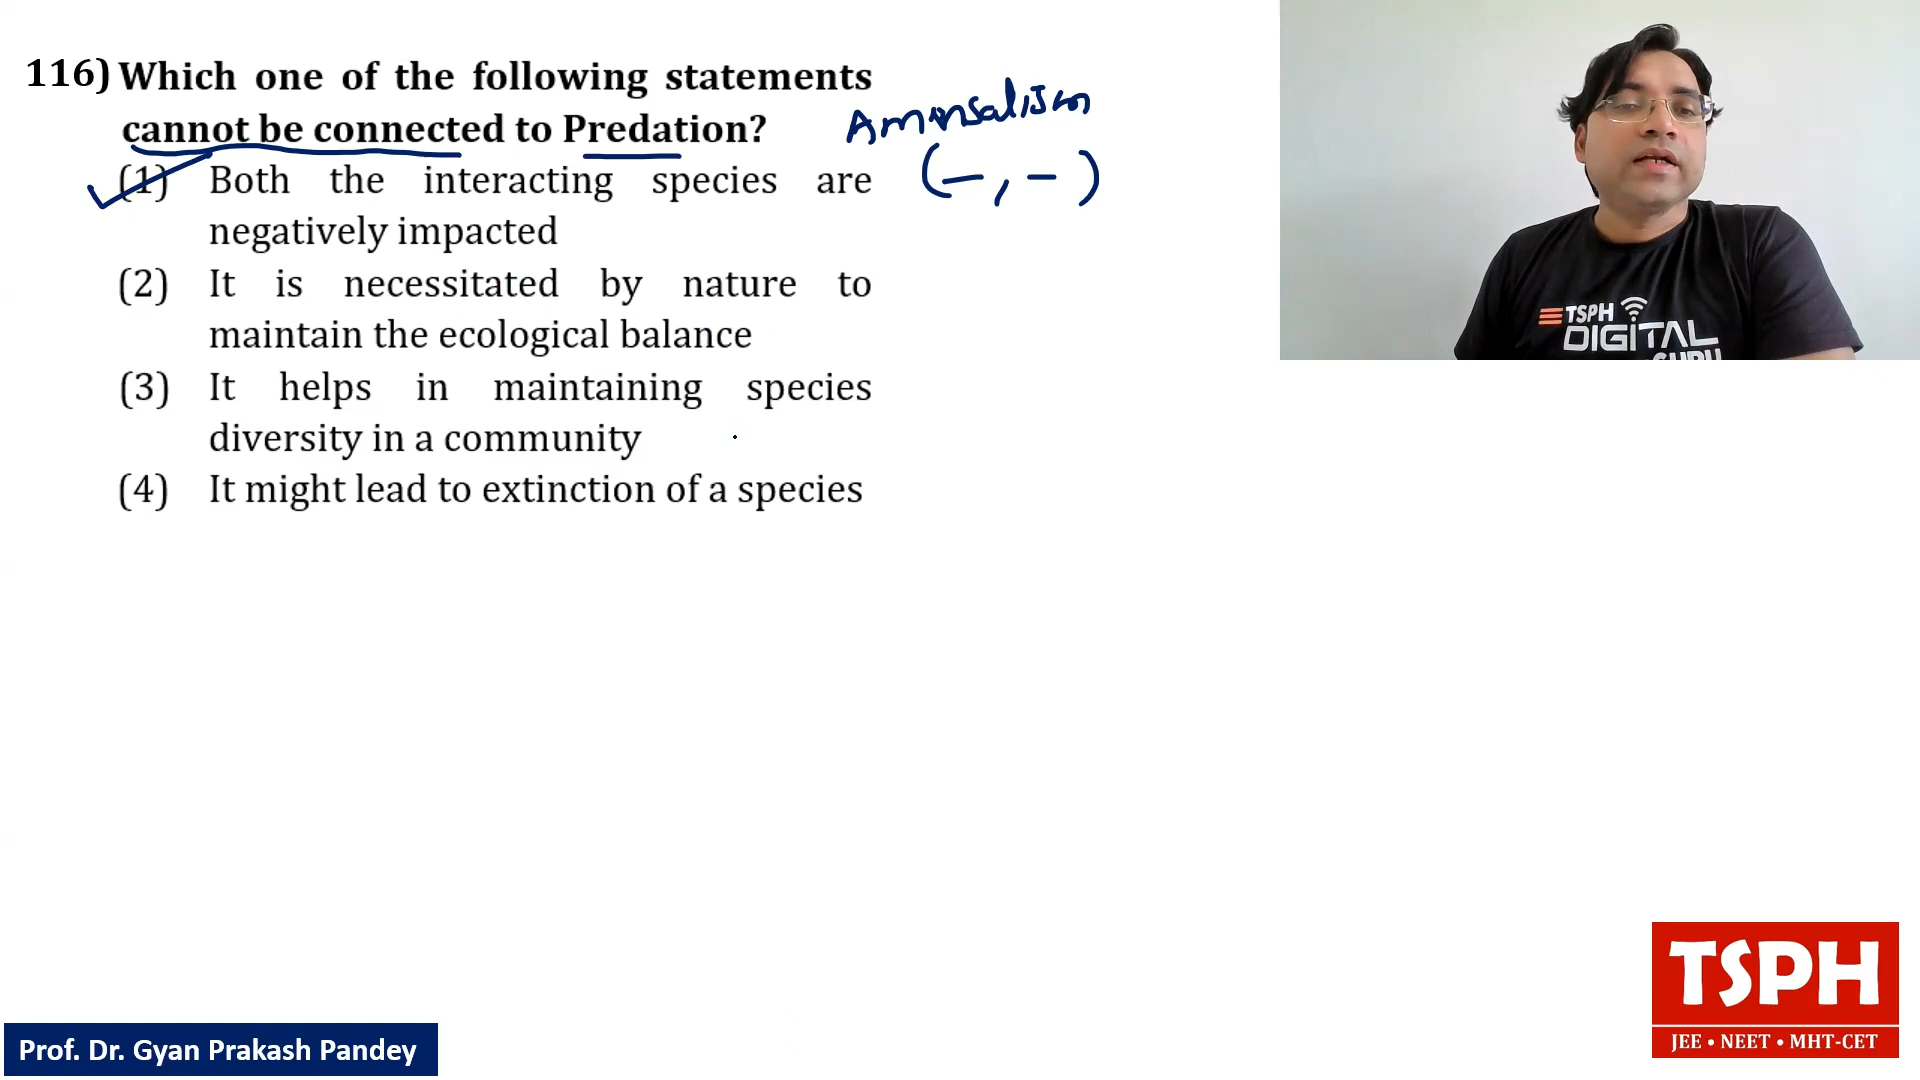 116) Which one of the following statements
cannot be connected to Predation?
(1) Both the interacting species are
negatively impacted
(2) It is necessitated by nature to
maintain the ecological balance
(3) It helps in maintaining species
diversity in a community
(4) It might lead to extinction of a species
Amensalism
(-, -)
TSPH
DIGITAL
GURU
TSPH
JEE • NEET • MHT-CET
Prof. Dr. Gyan Prakash Pandey